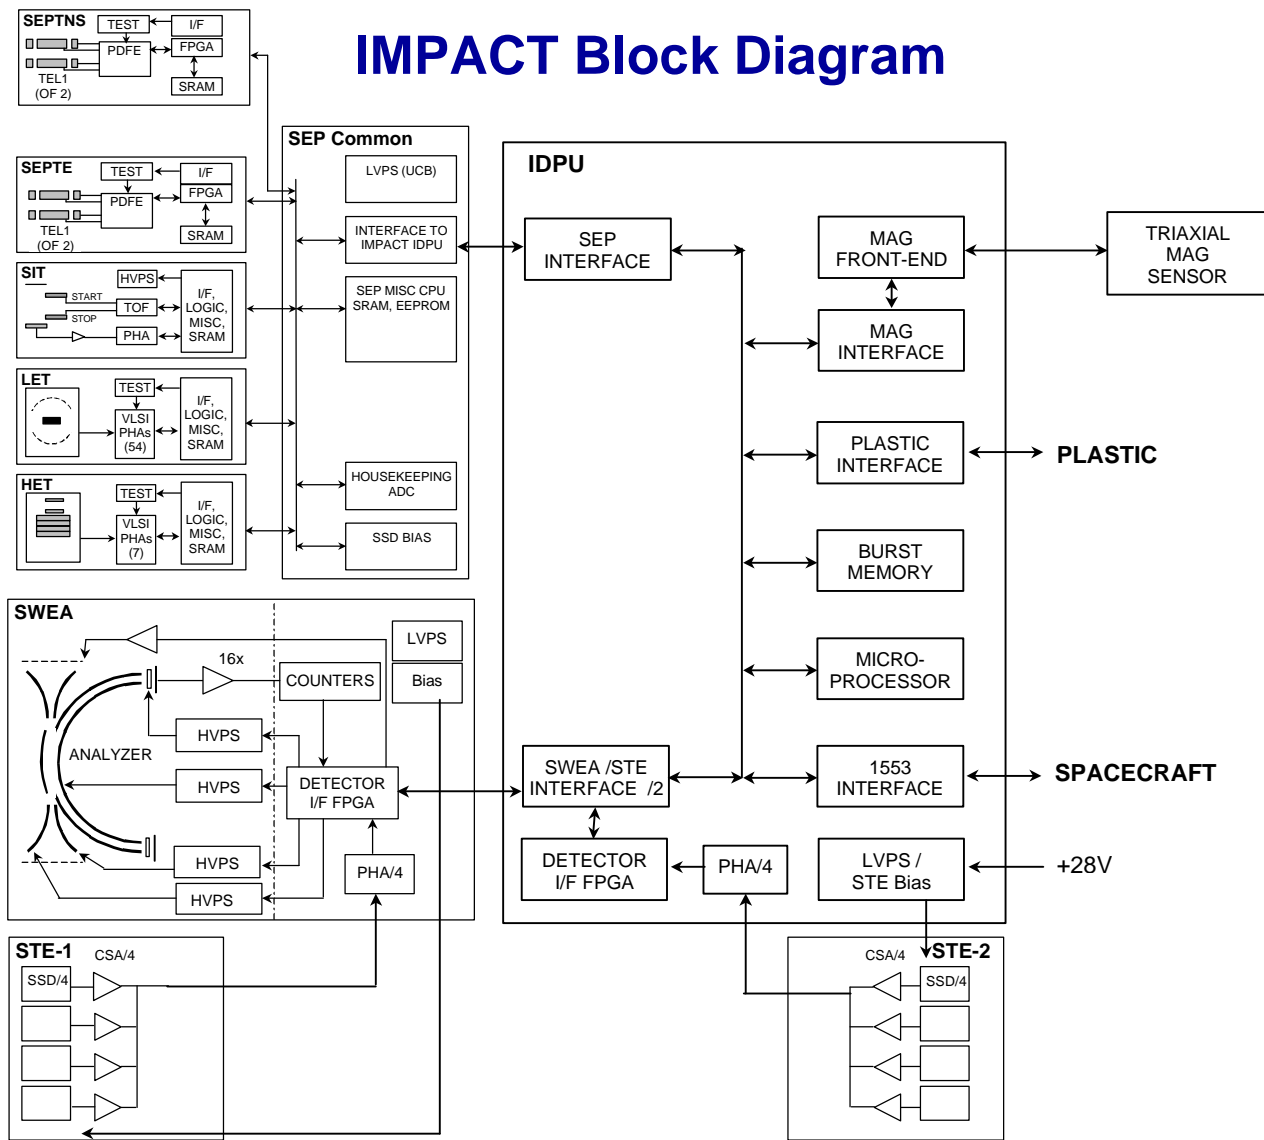 IMPACT Block Diagram
SEPTNS
TEST
I/F
PDFE
FPGA
TEL1
(OF 2)
SRAM
SEPTE
TEST
I/F
FPGA
PDFE
TEL1
(OF 2)
SRAM
SIT
HVPS
START
TOF
STOP
PHA
I/F,
LOGIC,
MISC,
SRAM
LET
TEST
VLSI
PHAs
(54)
I/F,
LOGIC,
MISC,
SRAM
HET
TEST
VLSI
PHAs
(7)
I/F,
LOGIC,
MISC,
SRAM
SEP Common
LVPS (UCB)
INTERFACE TO
IMPACT IDPU
SEP MISC CPU
SRAM, EEPROM
HOUSEKEEPING
ADC
SSD BIAS
IDPU
SEP
INTERFACE
MAG
FRONT-END
TRIAXIAL
MAG
SENSOR
MAG
INTERFACE
PLASTIC
INTERFACE
PLASTIC
BURST
MEMORY
MICRO-
PROCESSOR
SWEA /STE
INTERFACE /2
1553
INTERFACE
SPACECRAFT
DETECTOR
I/F FPGA
PHA/4
LVPS /
STE Bias
+28V
SWEA
LVPS
16x
COUNTERS
Bias
HVPS
ANALYZER
HVPS
DETECTOR
I/F FPGA
HVPS
PHA/4
HVPS
STE-1
CSA/4
SSD/4
STE-2
CSA/4
SSD/4